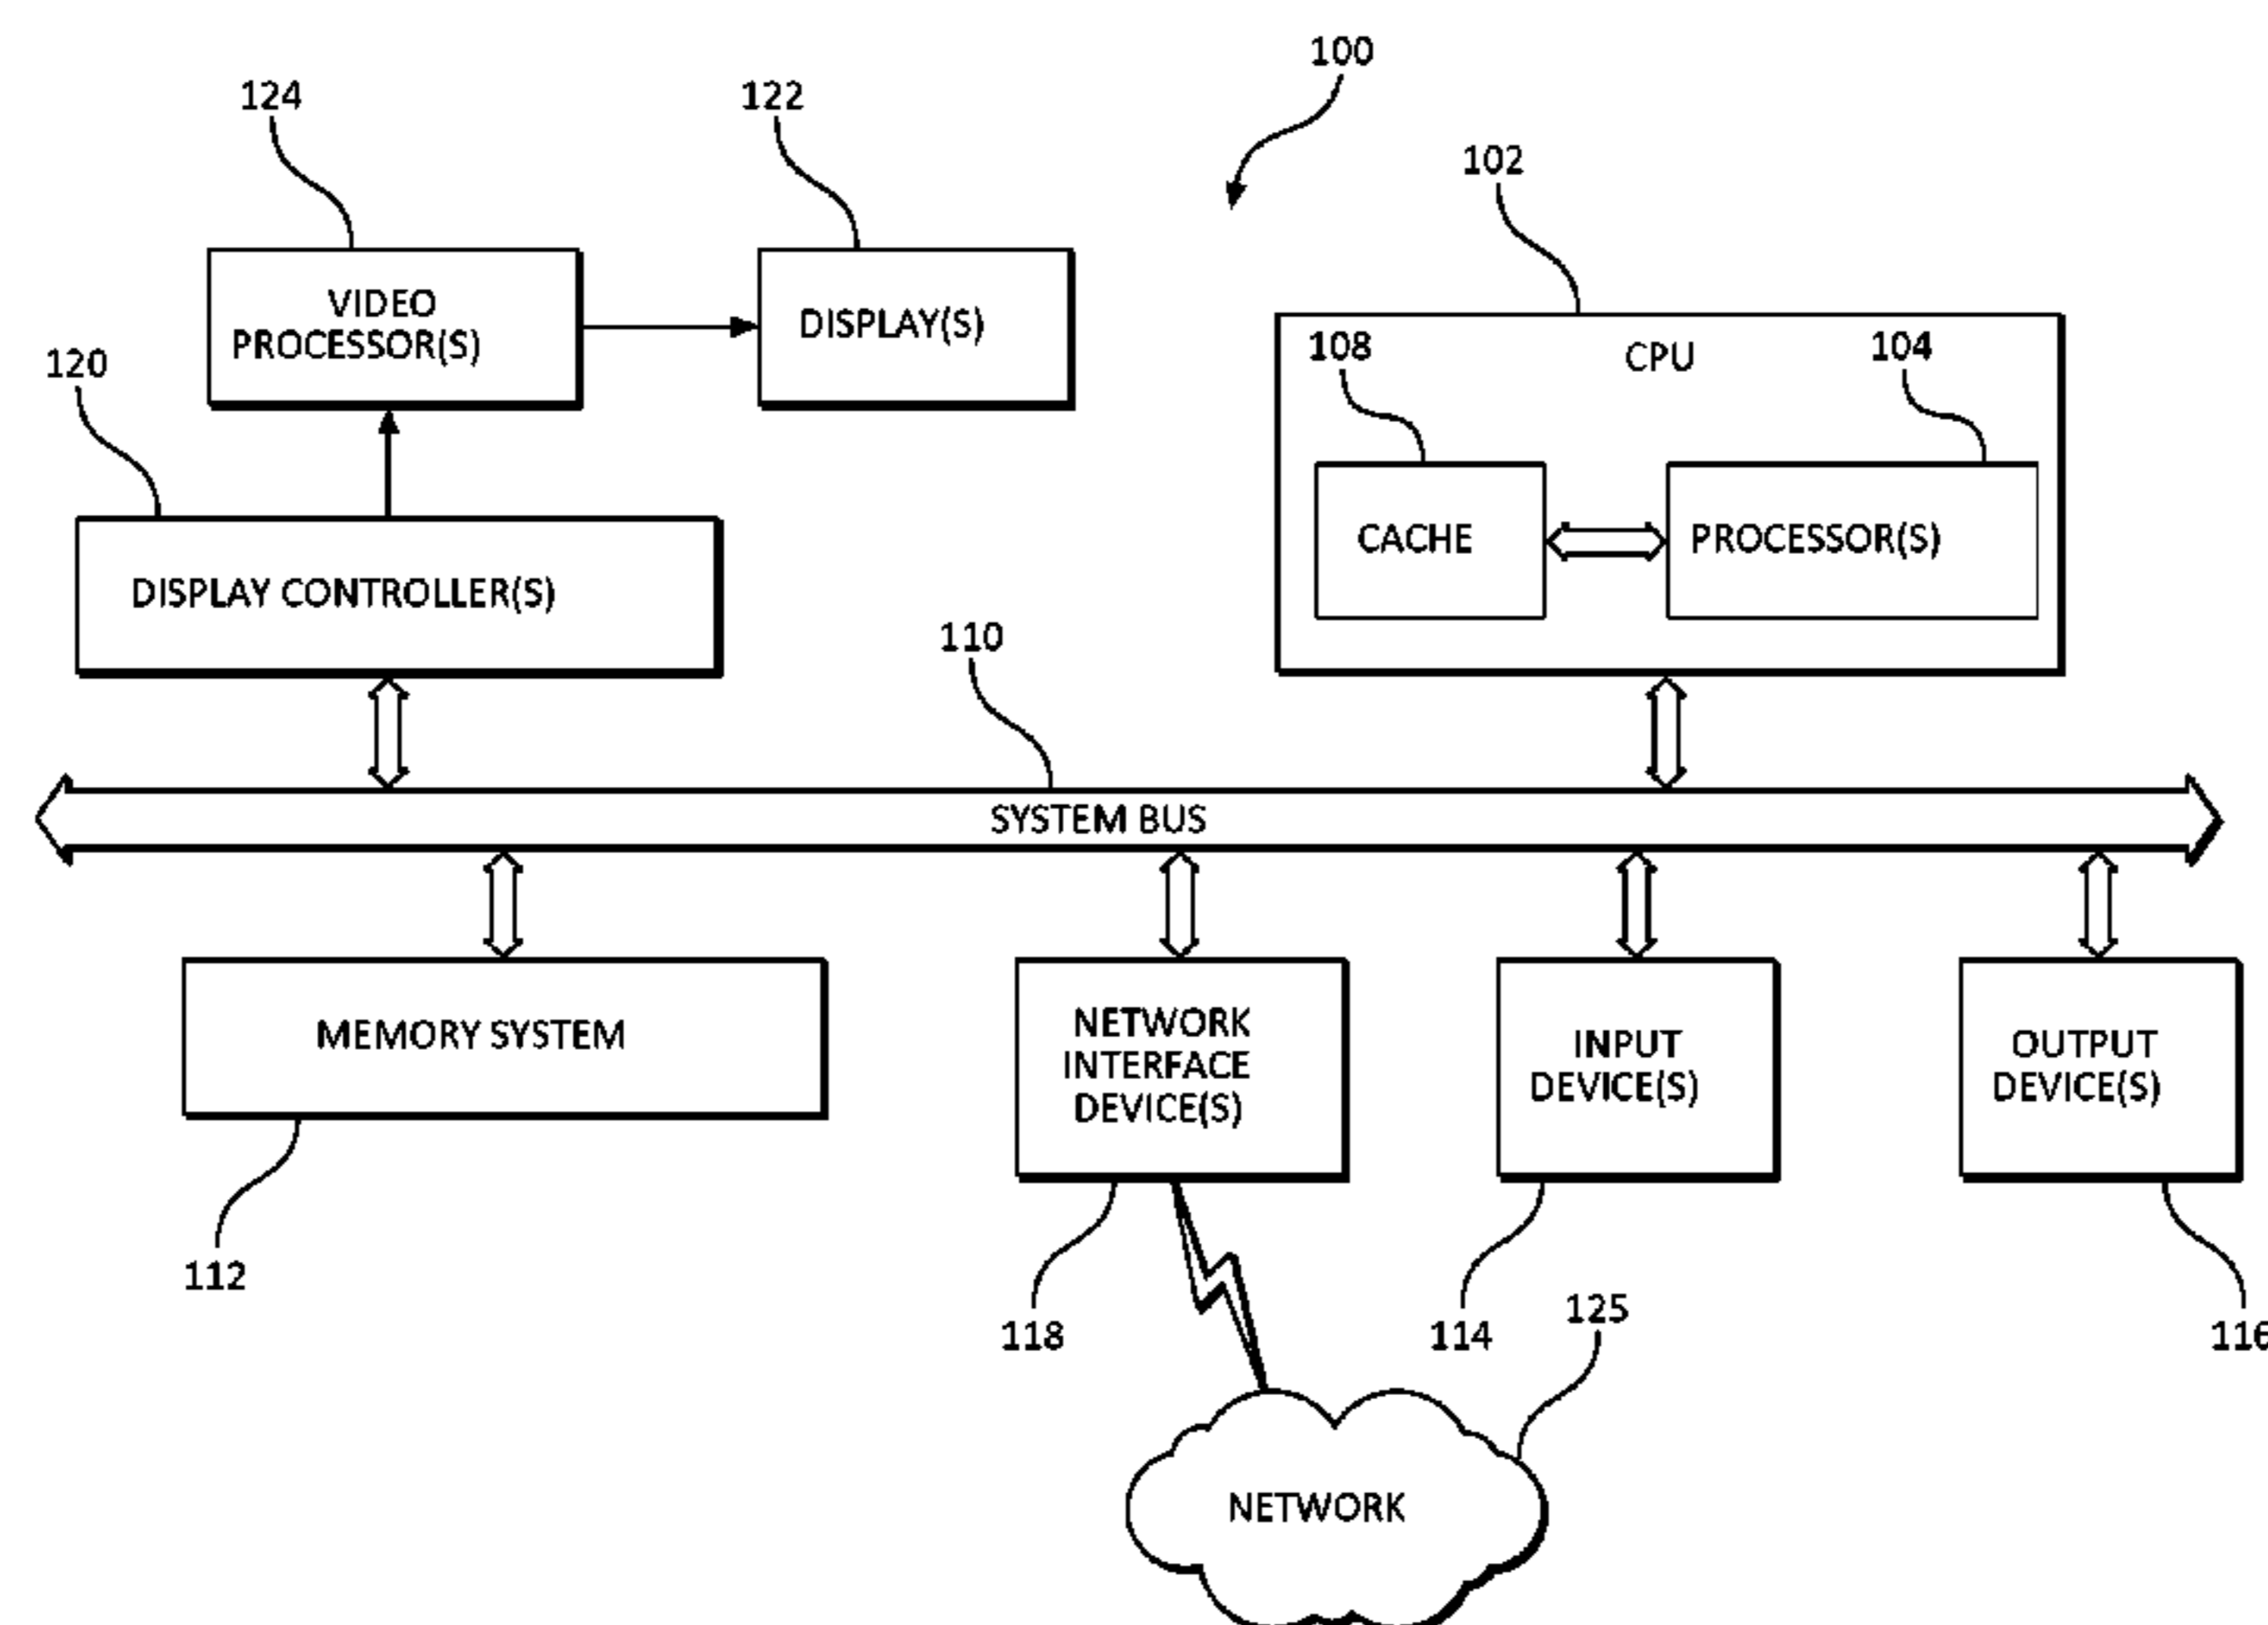 100
124
122
102
VIDEO
PROCESSOR(S)
DISPLAY(S)
120
108
CPU
104
DISPLAY CONTROLLER(S)
CACHE
PROCESSOR(S)
110
SYSTEM BUS
MEMORY SYSTEM
NETWORK
INTERFACE
DEVICE(S)
INPUT
DEVICE(S)
OUTPUT
DEVICE(S)
112
118
114
125
116
NETWORK